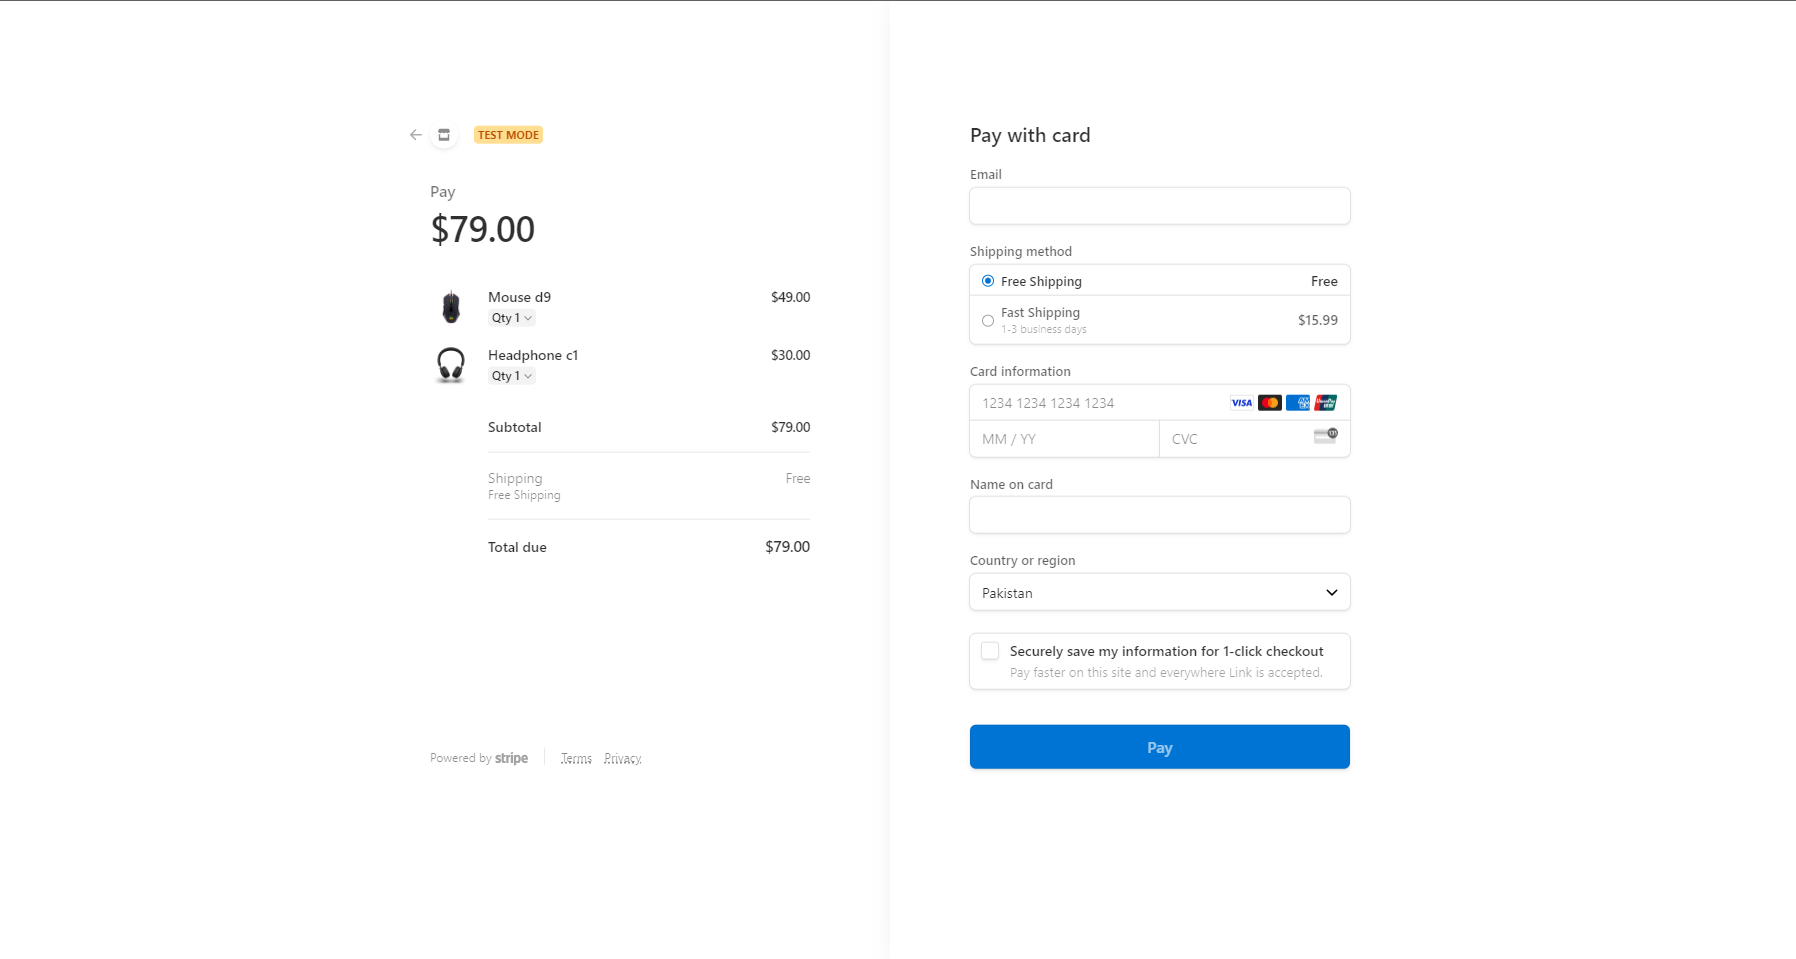 TEST MODE
Pay
$79.00
Mouse d9 $49.00
Qty 1
Headphone c1 $30.00
Qty 1
Subtotal $79.00
Shipping Free
Free Shipping
Total due $79.00
Powered by stripe Terms Privacy
Pay with card
Email
Shipping method
Free Shipping Free
Fast Shipping $15.99
1-3 business days
Card information
1234 1234 1234 1234 VISA
MM / YY CVC
Name on card
Country or region
Pakistan
Securely save my information for 1-click checkout
Pay faster on this site and everywhere Link is accepted.
Pay